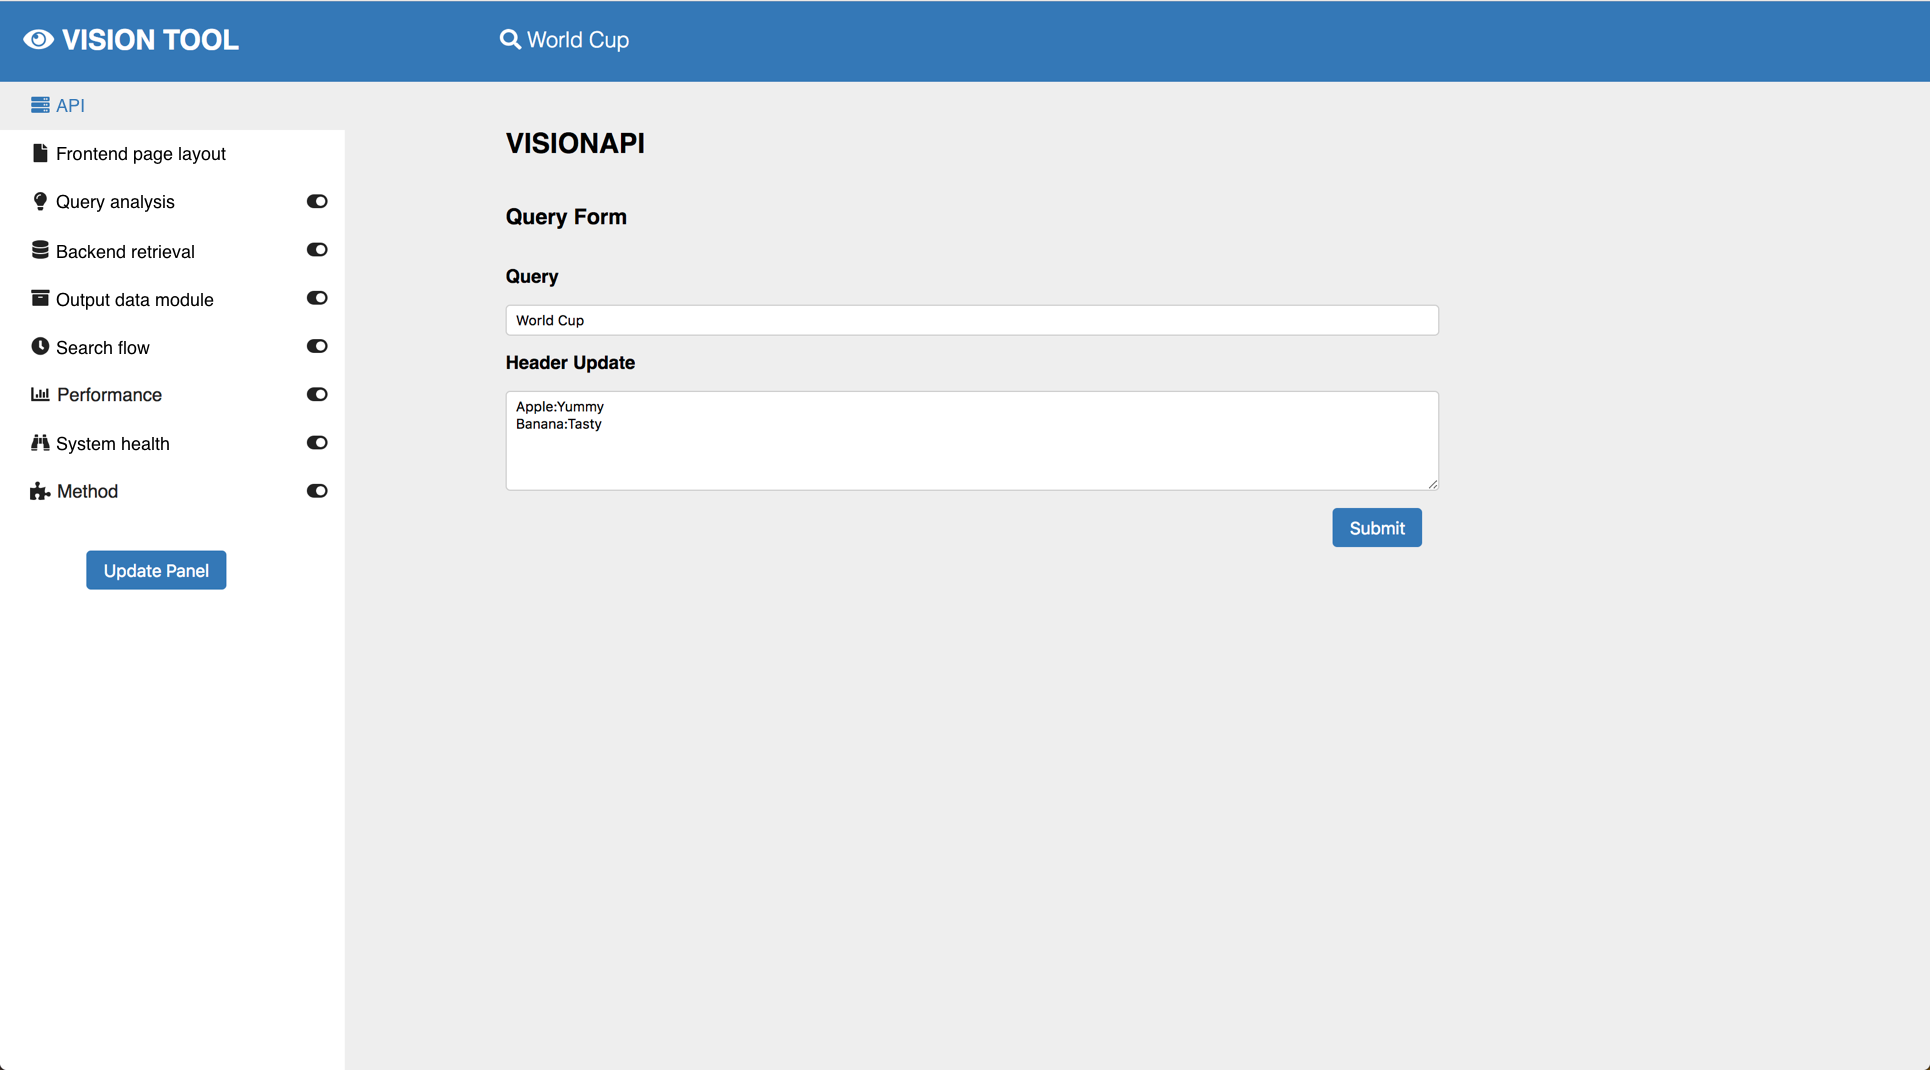 VISION TOOL
World Cup
API
Frontend page layout
Query analysis
Backend retrieval
Output data module
Search flow
Performance
System health
Method
Update Panel
VISIONAPI
Query Form
Query
World Cup
Header Update
Apple:Yummy
Banana:Tasty
Submit